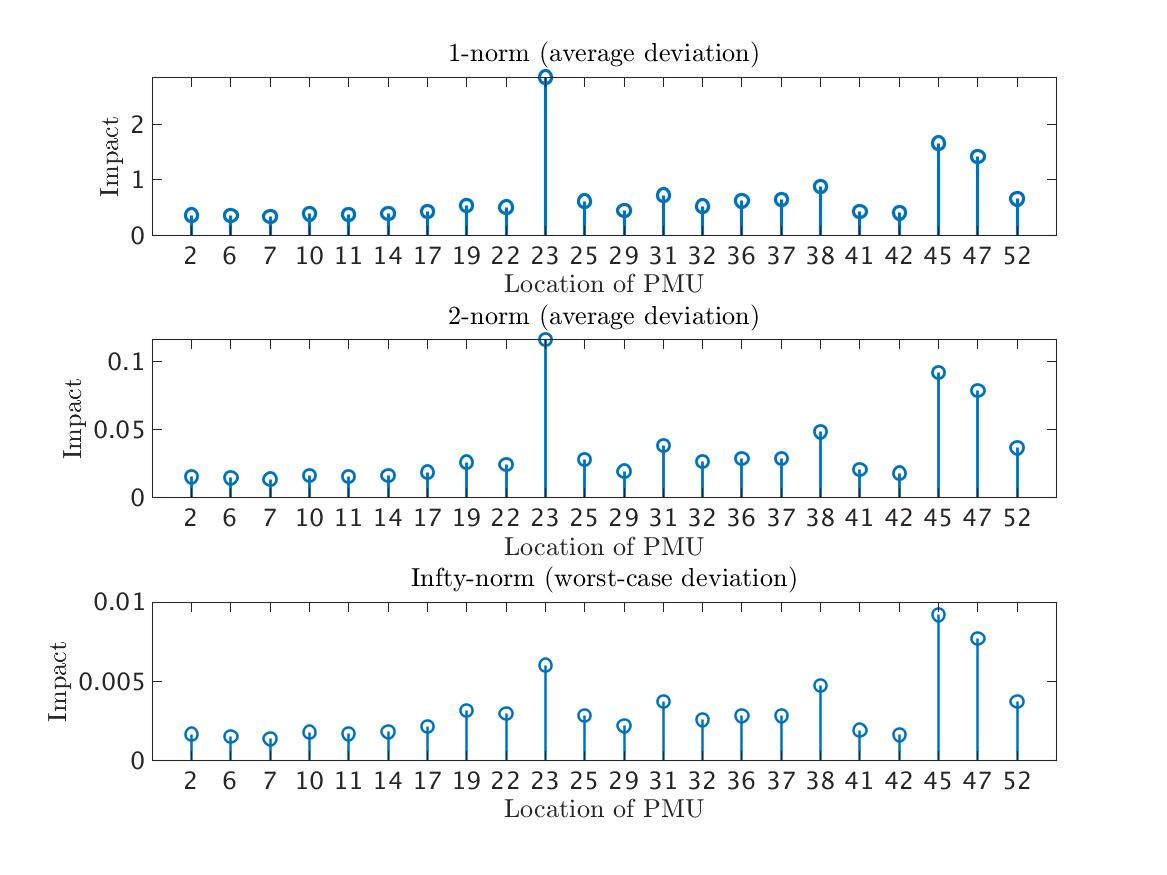 1-norm (average deviation)
Impact
2
1
0
2 6 7 10 11 14 17 19 22 23 25 29 31 32 36 37 38 41 42 45 47 52
Location of PMU
2-norm (average deviation)
Impact
0.1
0.05
0
2 6 7 10 11 14 17 19 22 23 25 29 31 32 36 37 38 41 42 45 47 52
Location of PMU
Infty-norm (worst-case deviation)
Impact
0.01
0.005
0
2 6 7 10 11 14 17 19 22 23 25 29 31 32 36 37 38 41 42 45 47 52
Location of PMU